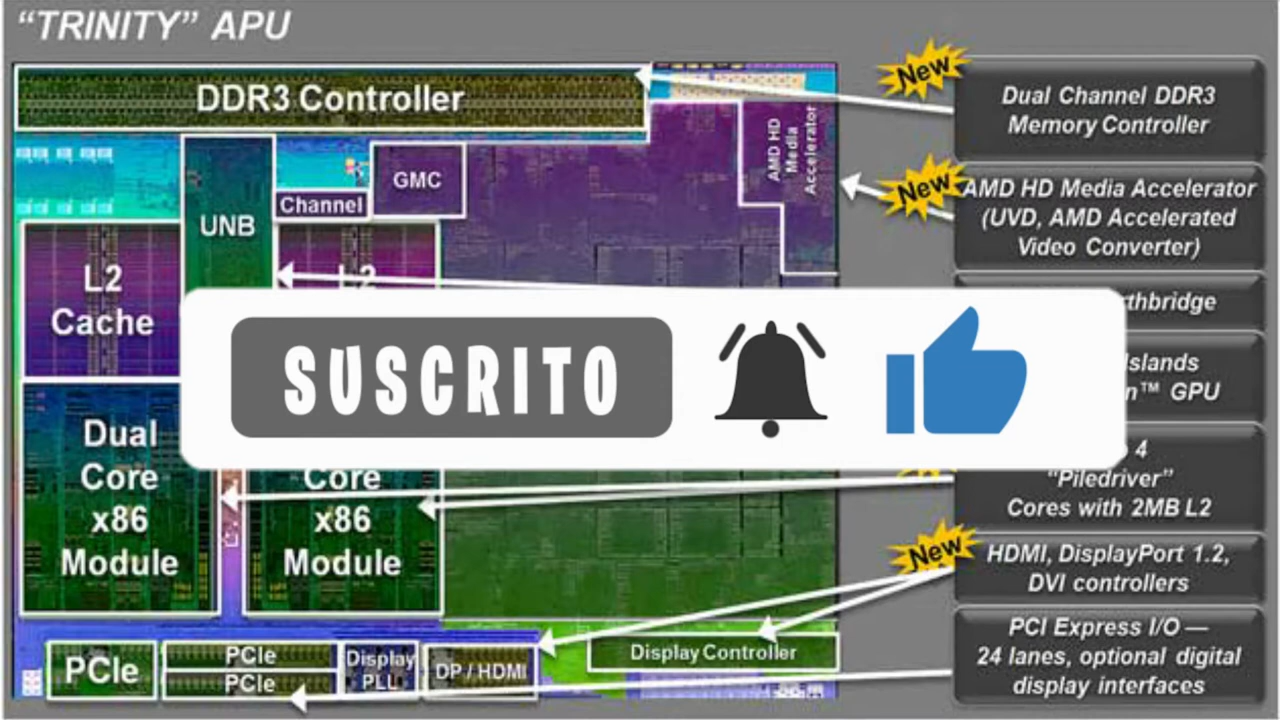 “TRINITY” APU
DDR3 Controller
AMD HD
Media
Accelerator
GMC
Channel
UNB
L2
Cache
L2
Dual
Core
x86
Module
Core
x86
Module
PCIe
PCIe
PCIe
Display
PLL
DP / HDMI
Display Controller
New
Dual Channel DDR3
Memory Controller
New
AMD HD Media Accelerator
(UVD, AMD Accelerated
Video Converter)
rthbridge
Islands
n™ GPU
4
“Piledriver”
Cores with 2MB L2
New
HDMI, DisplayPort 1.2,
DVI controllers
PCI Express I/O —
24 lanes, optional digital
display interfaces
SUSCRITO